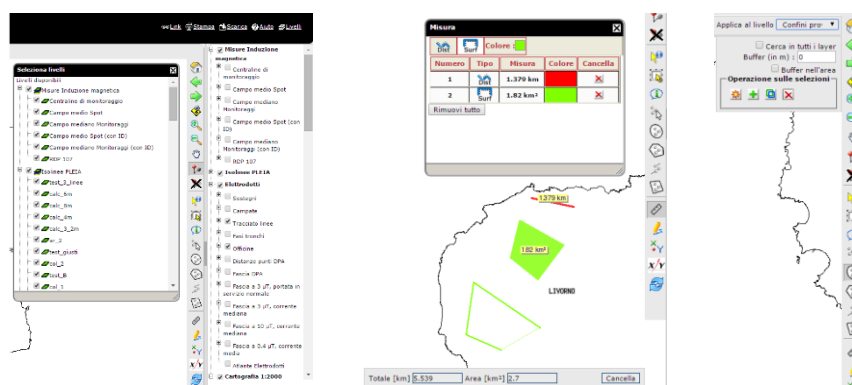 Link Stampa Scarica Auto Livelli
Seleziona livelli
Livelli disponibili
Misure Induzione magnetica
Centraline di monitoraggio
Campo medio Spot
Campo mediano Monitoraggi
Campo medio Spot (con ID)
Campo mediano Monitoraggi (con ID)
RDP 107
Isolinee PLEIA
test_3_linee
calc_6m
calc_8m
calc_4m
calc_3_2m
ar_2
test_giusti
col_2
test_B
col_1
Misure Induzione
magnetica
Centraline di
monitoraggio
Campo medio Spot
Campo mediano
Monitoraggi
Campo medio Spot (con
ID)
Campo mediano
Monitoraggi (con ID)
RDP 107
Isolinee PLEIA
Elettrodotti
Sostegni
Campate
Tracciato linee
Fasi tronchi
Officine
Distanze punti DPA
Fascia DPA
Fascia a 3 µT, portata in
servizio normale
Fascia a 3 µT, corrente
mediana
Fascia a 10 µT, corrente
mediana
Fascia a 0.4 µT, corrente
media
Atlante Elettrodotti
Cartografia 1:2000
Misura
Dist Surf Colore :
Numero Tipo Misura Colore Cancella
1 Dist 1.379 km
2 Surf 1.82 km²
Rimuovi tutto
1.379 km
1.82 km²
LIVORNO
Totale [km] 5.539 Area [km²] 2.7 Cancella
Applica al livello Confini pro
Cerca in tutti i layer
Buffer (in m) : 0
Buffer nell'area
Operazione sulle selezioni
X/Y